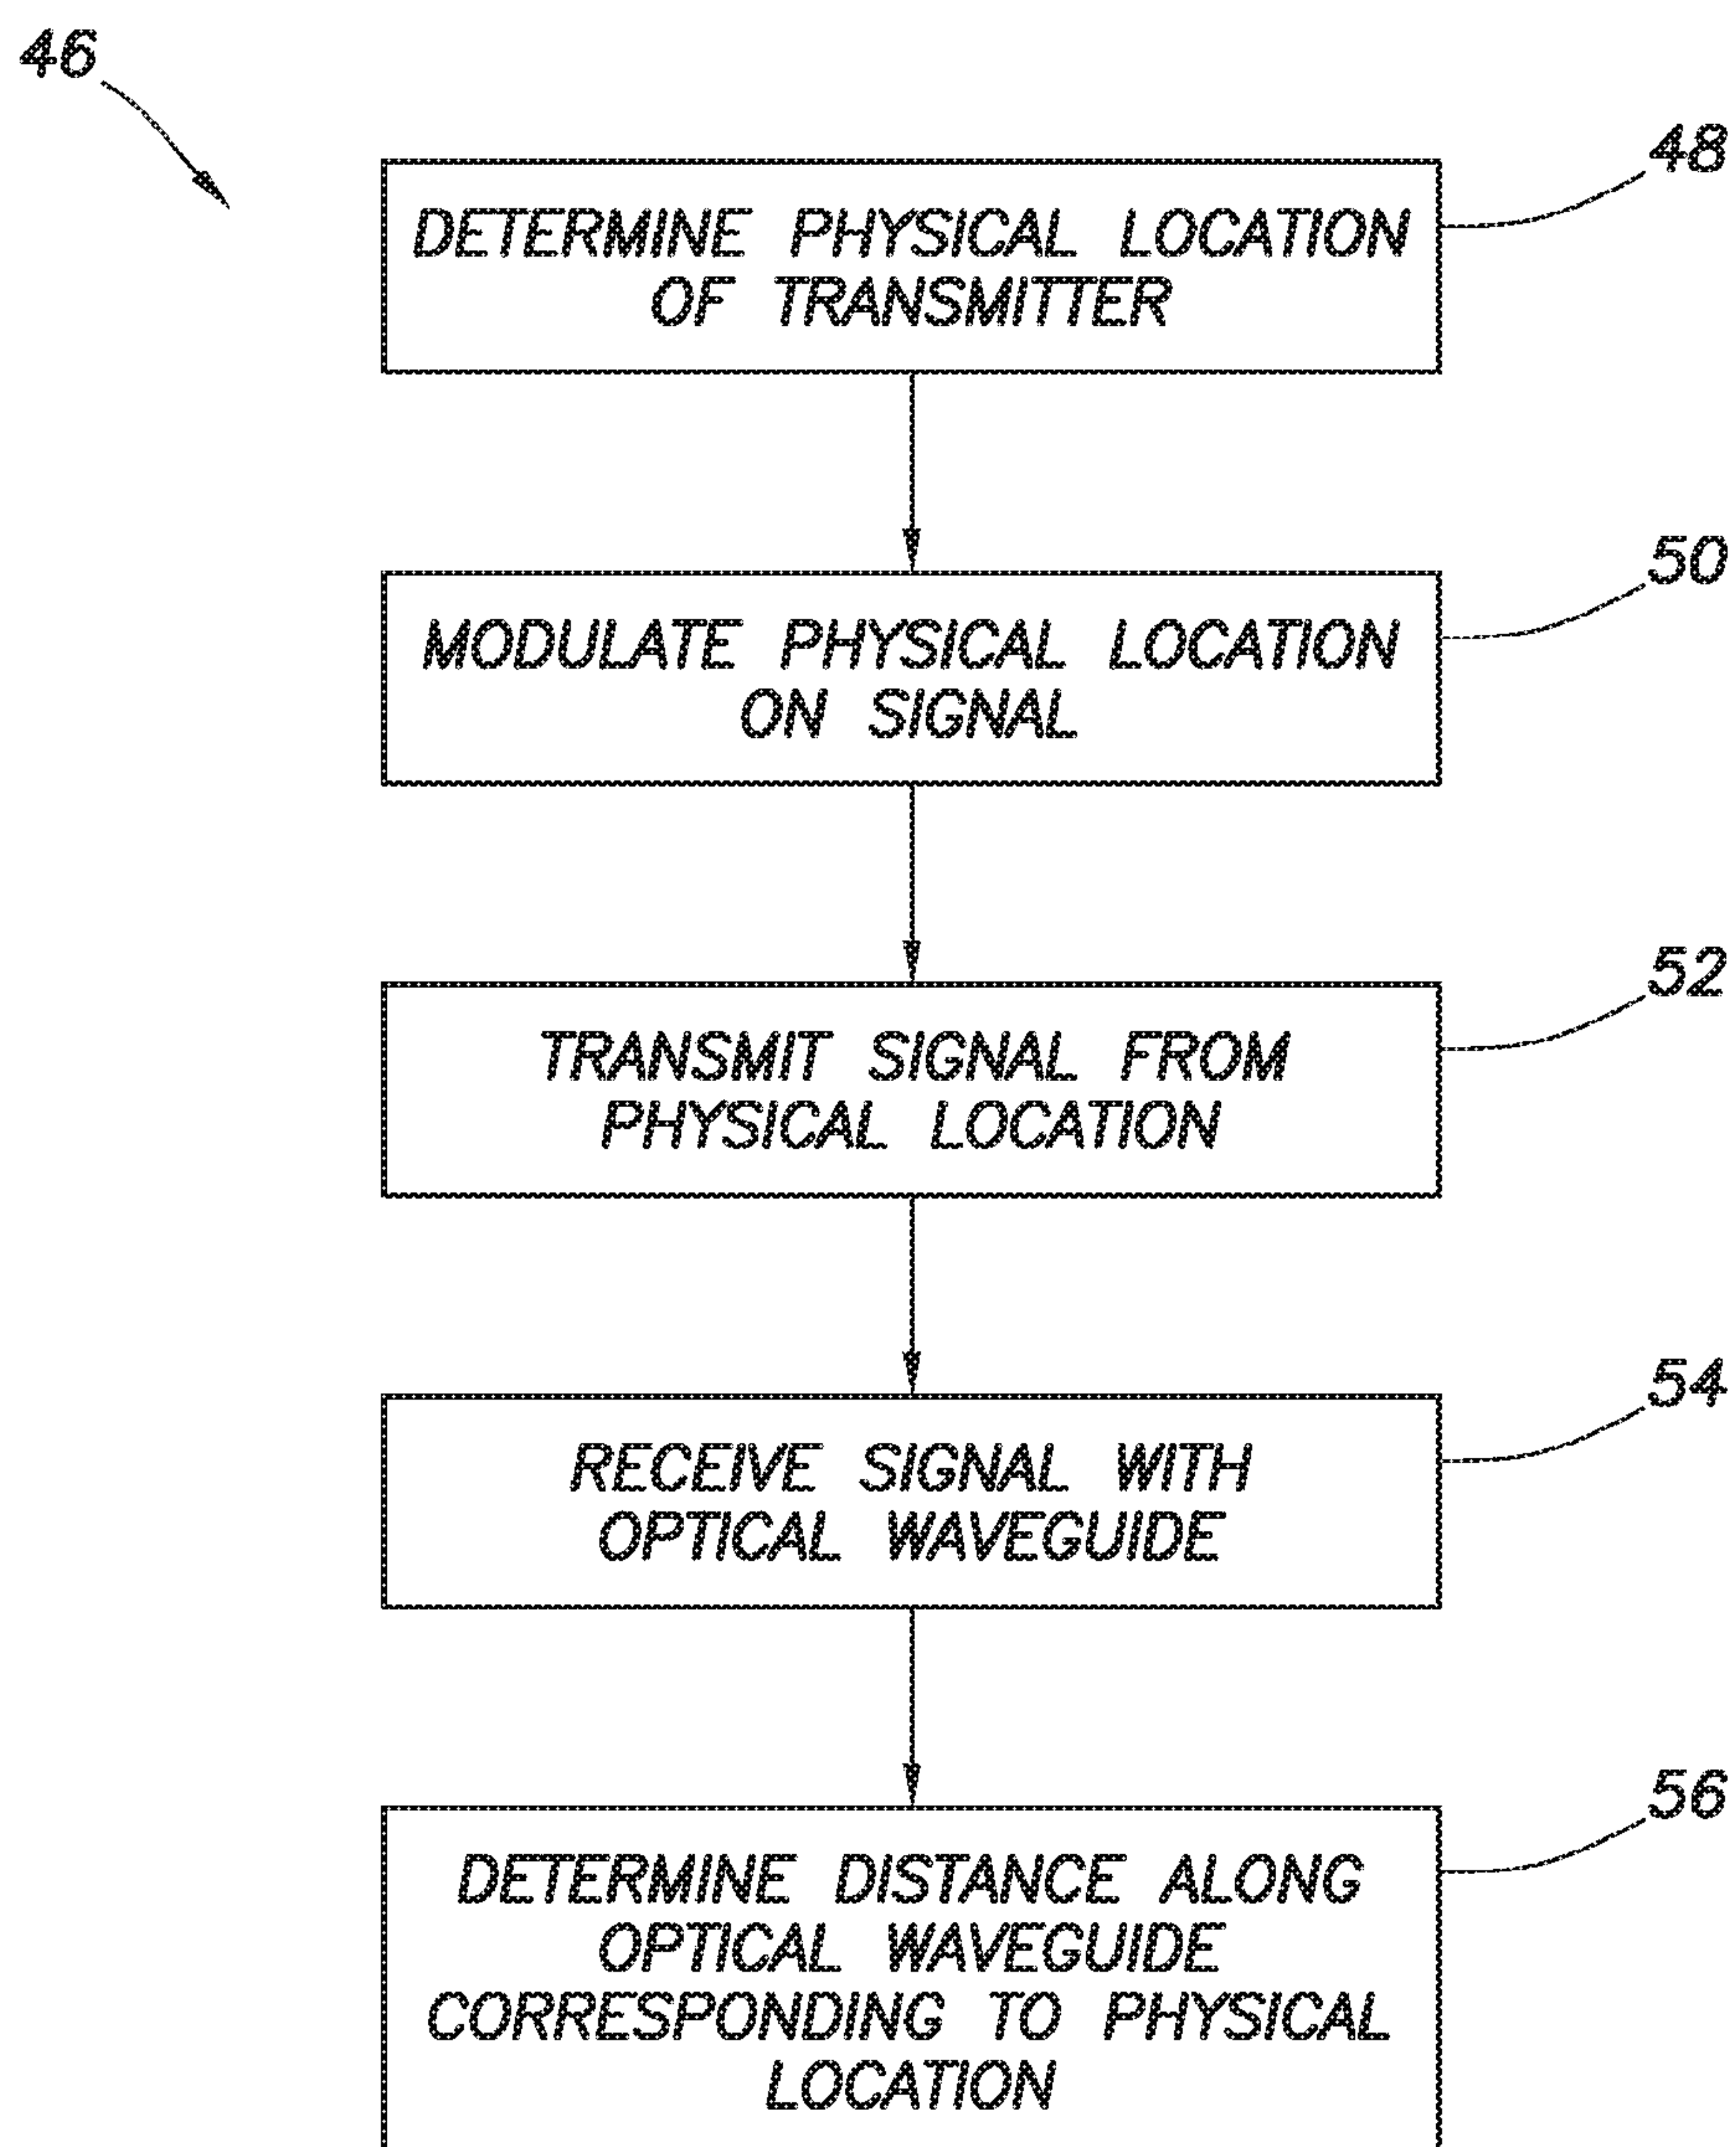 46
48
DETERMINE PHYSICAL LOCATION
OF TRANSMITTER
50
MODULATE PHYSICAL LOCATION
ON SIGNAL
52
TRANSMIT SIGNAL FROM
PHYSICAL LOCATION
54
RECEIVE SIGNAL WITH
OPTICAL WAVEGUIDE
56
DETERMINE DISTANCE ALONG
OPTICAL WAVEGUIDE
CORRESPONDING TO PHYSICAL
LOCATION